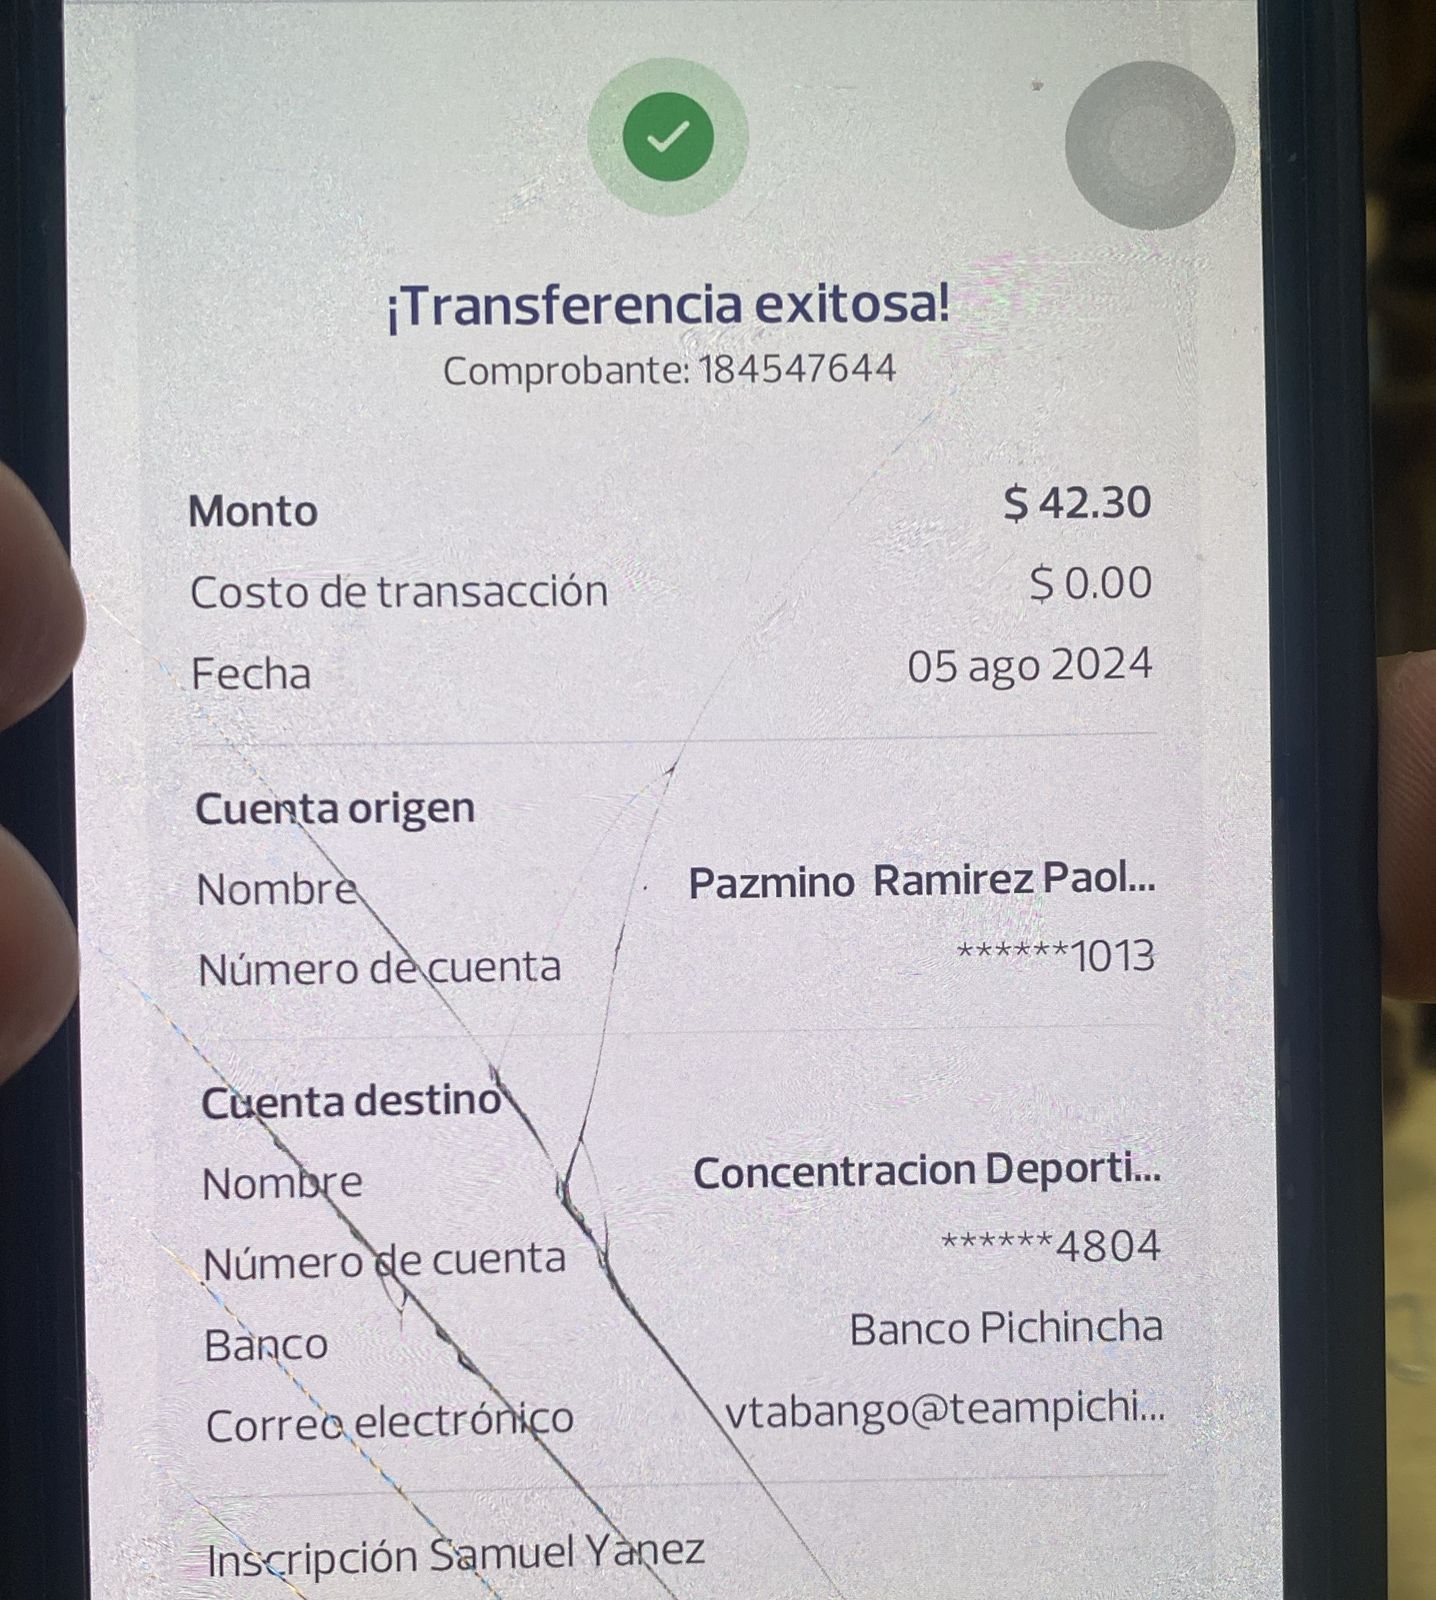 ¡Transferencia exitosa!
Comprobante: 184547644
Monto $ 42.30
Costo de transacción $ 0.00
Fecha 05 ago 2024
Cuenta origen
Nombre Pazmino Ramirez Paol...
Número de cuenta ******1013
Cuenta destino
Nombre Concentracion Deporti...
Número de cuenta ******4804
Banco Banco Pichincha
Correo electrónico vtabango@teampichi...
Inscripción Samuel Yanez